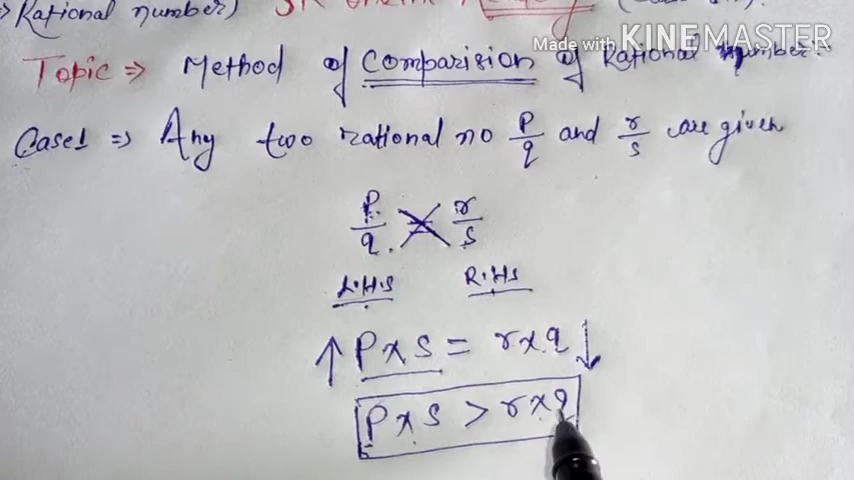 Rational number)
Made with KINEMASTER
Topic ⇒ Method of Comparision of Rational number:
Case1 ⇒ Any two rational no p/q and r/s are given
p/q = r/s
L.H.S R.H.S
↑ P x S = r x q ↓
P x S > r x q